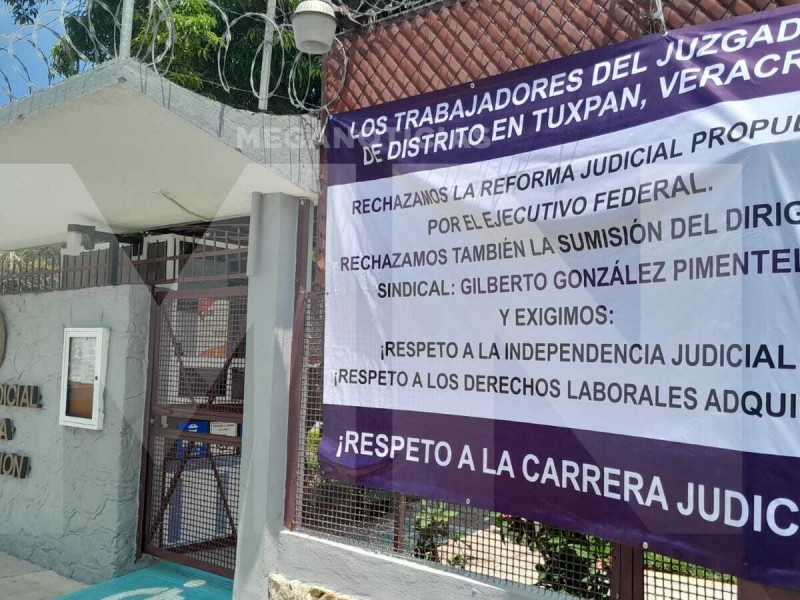 LOS TRABAJADORES DEL JUZGAD
DE DISTRITO EN TUXPAN, VERACR
RECHAZAMOS LA REFORMA JUDICIAL PROPUL
POR EL EJECUTIVO FEDERAL.
RECHAZAMOS TAMBIÉN LA SUMISIÓN DEL DIRIG
SINDICAL: GILBERTO GONZÁLEZ PIMENTEL
Y EXIGIMOS:
¡RESPETO A LA INDEPENDENCIA JUDICIAL
¡RESPETO A LOS DERECHOS LABORALES ADQUI
¡RESPETO A LA CARRERA JUDIC
MEGANOTICIAS
DICIAL
A
ION